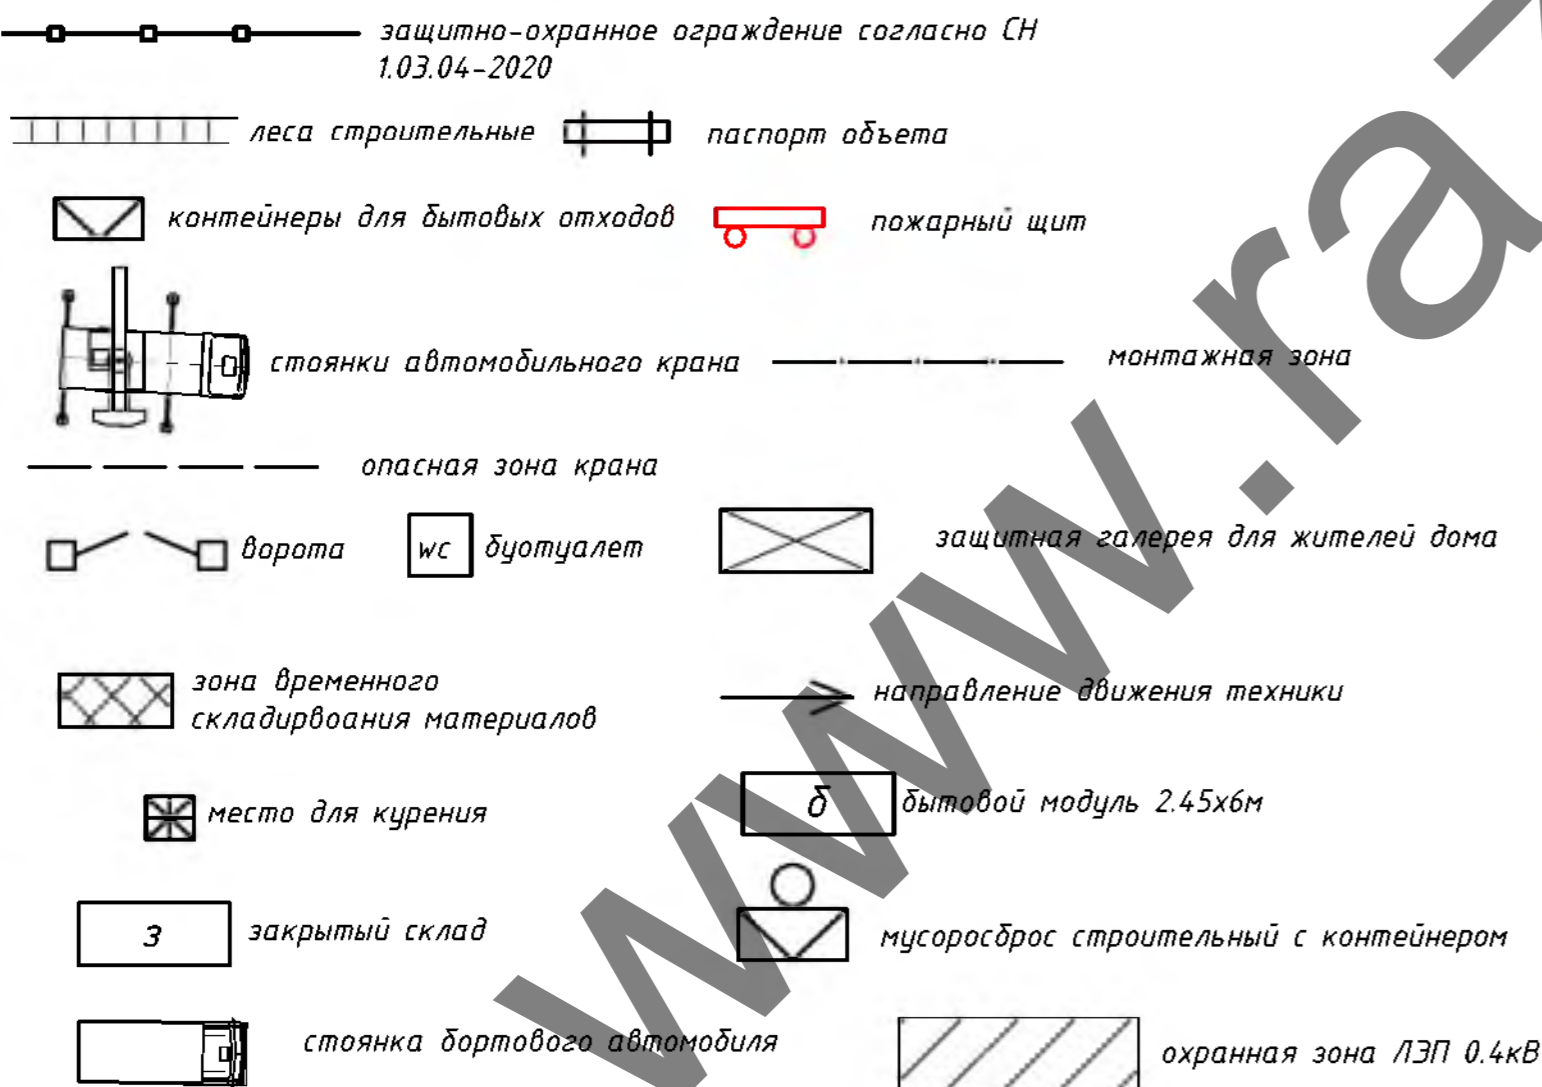 защитно-охранное ограждение согласно СН
1.03.04-2020
леса строительные
паспорт объета
контейнеры для бытовых отходов
пожарный щит
стоянки автомобильного крана
монтажная зона
опасная зона крана
ворота
wc
буотуалет
защитная галерея для жителей дома
зона временного
складирвоания материалов
направление движения техники
место для курения
б
бытовой модуль 2.45х6м
З
закрытый склад
мусоросброс строительный с контейнером
стоянка бортового автомобиля
охранная зона ЛЭП 0.4кВ
www.ra